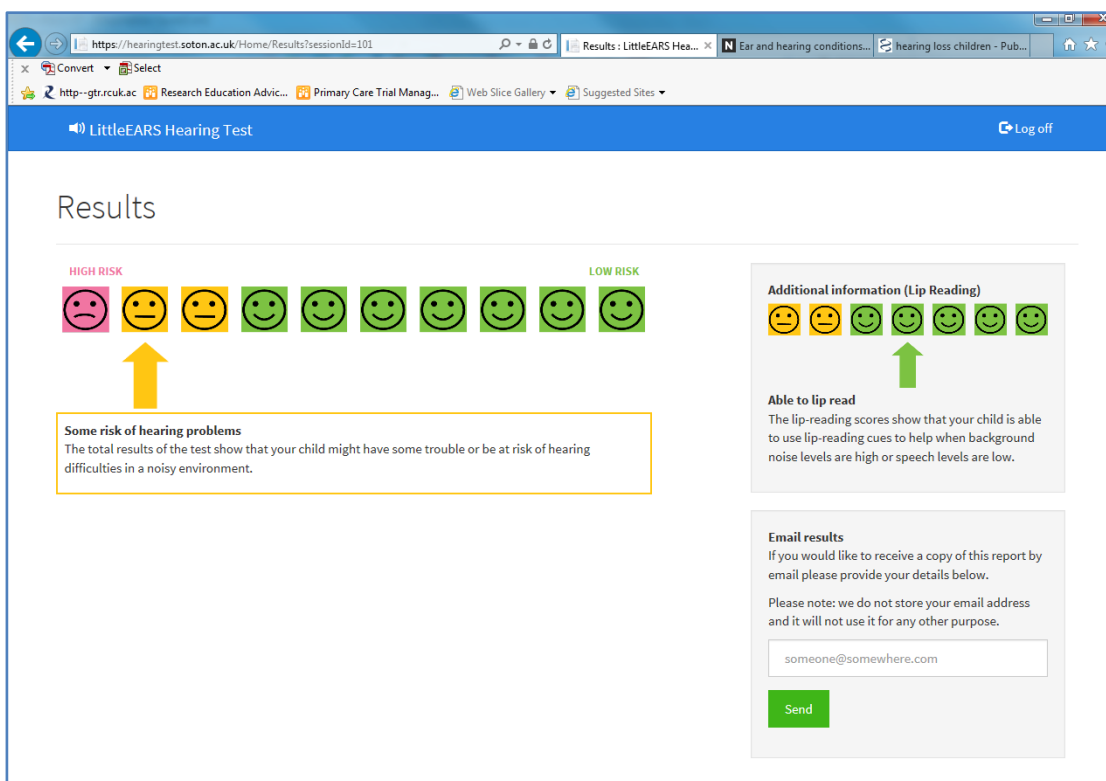 https://hearingtest.soton.ac.uk/Home/Results?sessionId=101
Results : LittleEARS Hea...
Ear and hearing conditions...
hearing loss children - Pub...
x Convert Select
http--gtr.rcuk.ac
Research Education Advic...
Primary Care Trial Manag...
Web Slice Gallery
Suggested Sites
LittleEARS Hearing Test
Log off
Results
HIGH RISK
LOW RISK
Some risk of hearing problems
The total results of the test show that your child might have some trouble or be at risk of hearing
difficulties in a noisy environment.
Additional information (Lip Reading)
Able to lip read
The lip-reading scores show that your child is able
to use lip-reading cues to help when background
noise levels are high or speech levels are low.
Email results
If you would like to receive a copy of this report by
email please provide your details below.
Please note: we do not store your email address
and it will not use it for any other purpose.
someone@somewhere.com
Send